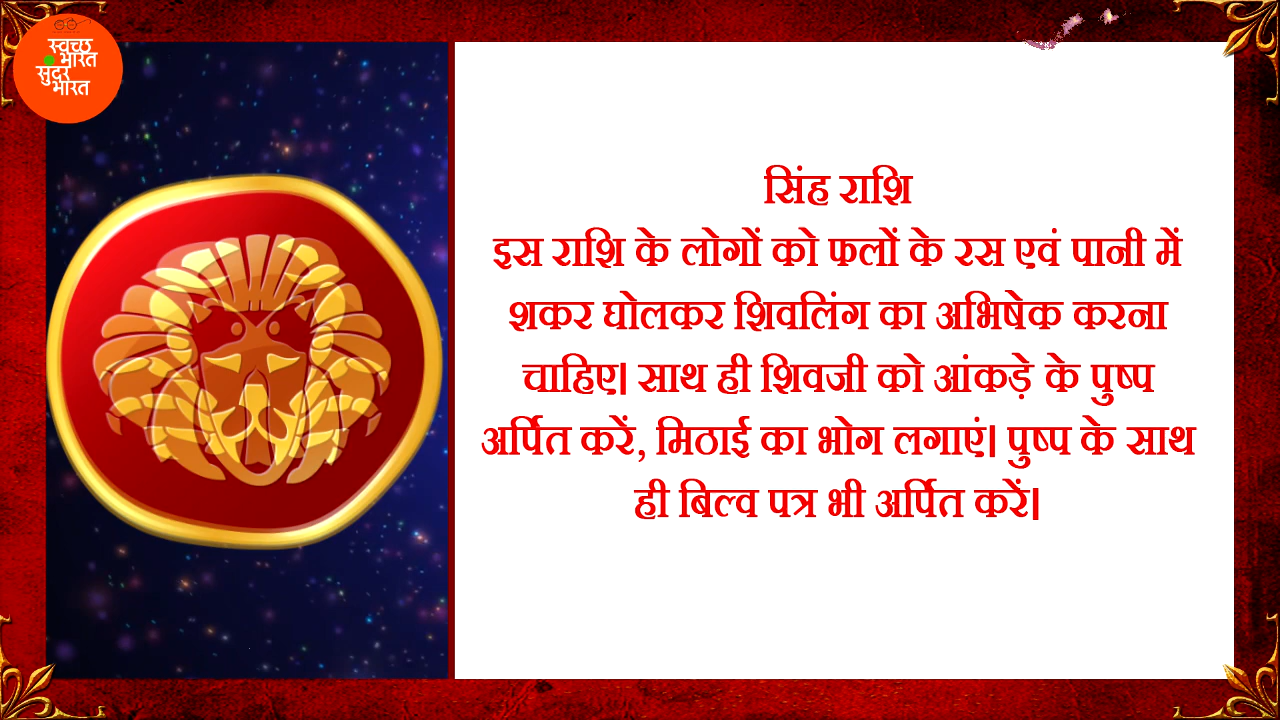 स्वच्छ
भारत
सुंदर
भारत
सिंह राशि
इस राशि के लोगों को फलों के रस एवं पानी में
शकर घोलकर शिवलिंग का अभिषेक करना
चाहिए। साथ ही शिवजी को आंकड़े के पुष्प
अर्पित करें, मिठाई का भोग लगाएं। पुष्प के साथ
ही बिल्व पत्र भी अर्पित करें।